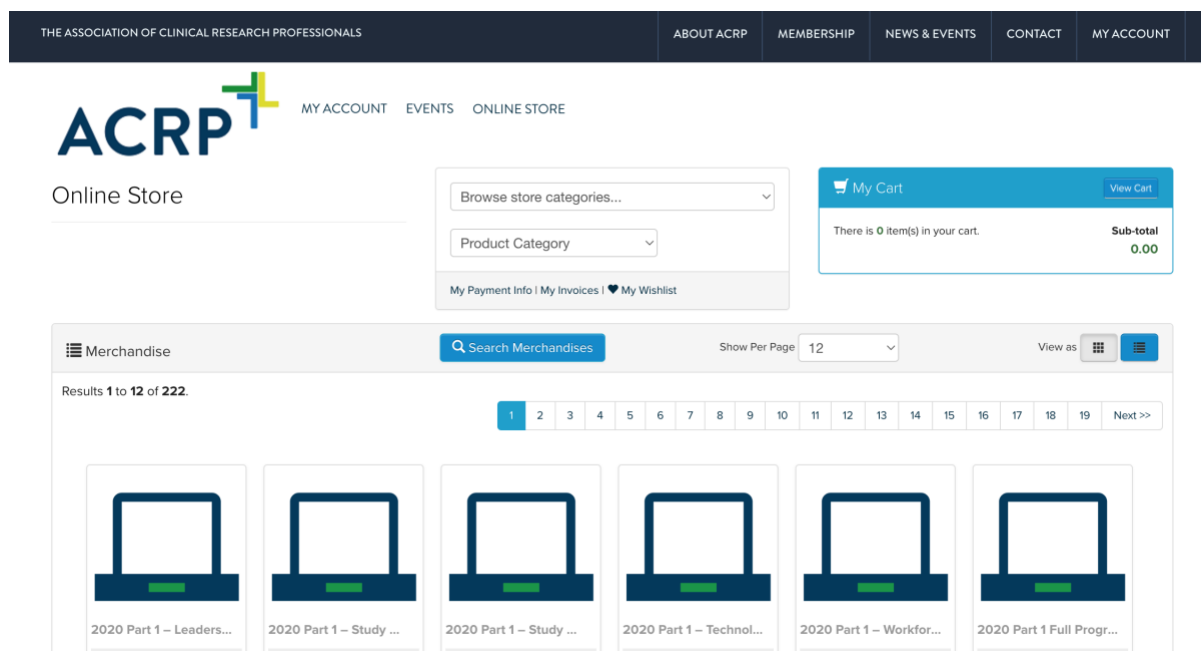 THE ASSOCIATION OF CLINICAL RESEARCH PROFESSIONALS
ABOUT ACRP
MEMBERSHIP
NEWS & EVENTS
CONTACT
MY ACCOUNT
ACRP
MY ACCOUNT
EVENTS
ONLINE STORE
Online Store
Browse store categories...
Product Category
My Payment Info | My Invoices | My Wishlist
My Cart
View Cart
There is 0 item(s) in your cart.
Sub-total
0.00
Merchandise
Search Merchandises
Show Per Page 12
View as
Results 1 to 12 of 222.
1 2 3 4 5 6 7 8 9 10 11 12 13 14 15 16 17 18 19 Next >>
2020 Part 1 – Leaders...
2020 Part 1 – Study ...
2020 Part 1 – Study ...
2020 Part 1 – Technol...
2020 Part 1 – Workfor...
2020 Part 1 Full Progr...